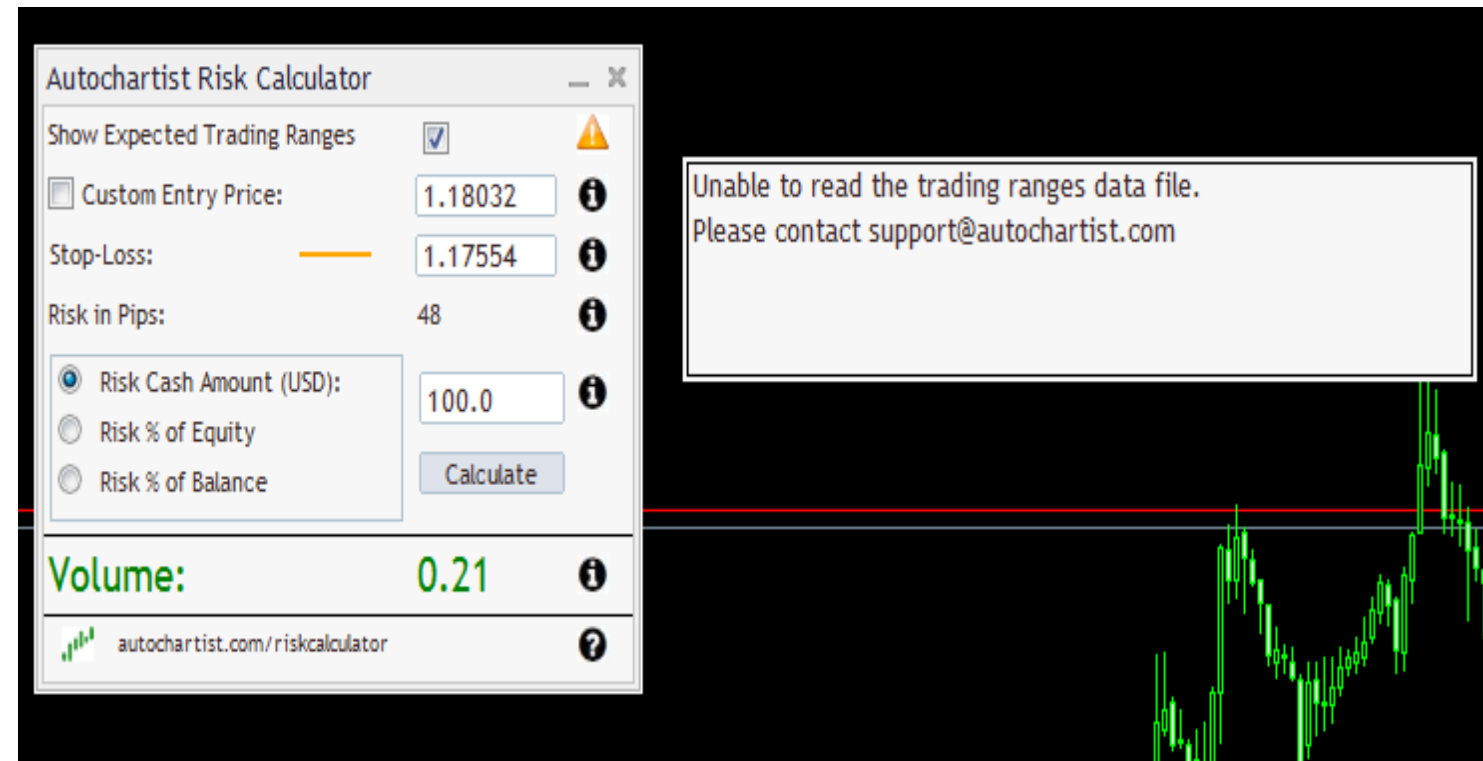 Autochartist Risk Calculator
Show Expected Trading Ranges
Custom Entry Price: 1.18032
Stop-Loss: 1.17554
Risk in Pips: 48
Risk Cash Amount (USD): 100.0
Risk % of Equity
Risk % of Balance
Calculate
Volume: 0.21
autochartist.com/riskcalculator
Unable to read the trading ranges data file.
Please contact support@autochartist.com